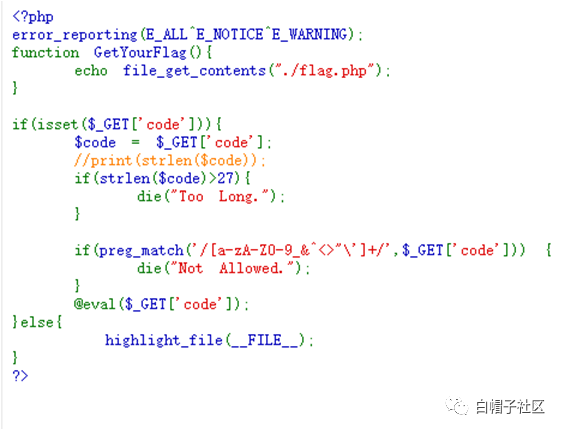 <?php
error_reporting(E_ALL^E_NOTICE^E_WARNING);
function GetYourFlag(){
echo file_get_contents("./flag.php");
}
if(isset($_GET['code'])){
$code = $_GET['code'];
//print(strlen($code));
if(strlen($code)>27){
die("Too Long.");
}
if(preg_match('/[a-zA-Z0-9_&^<>"\']+/',$_GET['code'])) {
die("Not Allowed.");
}
@eval($_GET['code']);
}else{
highlight_file(__FILE__);
}
?>
白帽子社区